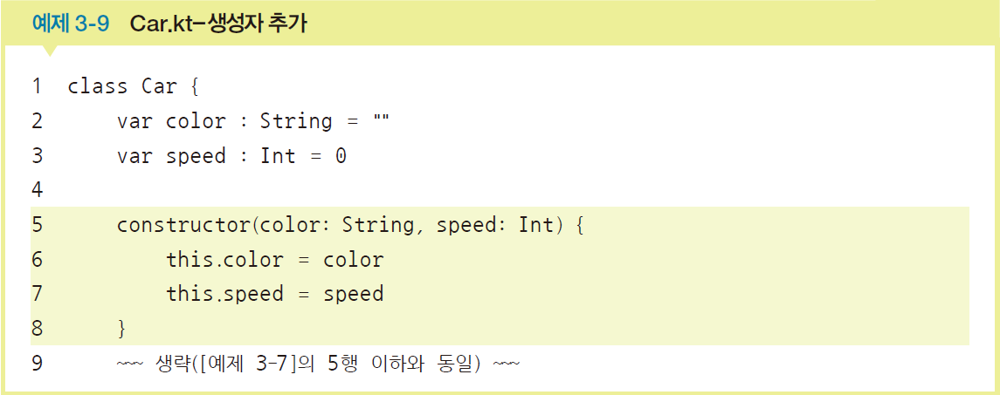 예제 3-9 Car.kt-생성자 추가
1 class Car {
2     var color : String = ""
3     var speed : Int = 0
4
5     constructor(color: String, speed: Int) {
6         this.color = color
7         this.speed = speed
8     }
9     ~~~ 생략([예제 3-7]의 5행 이하와 동일) ~~~